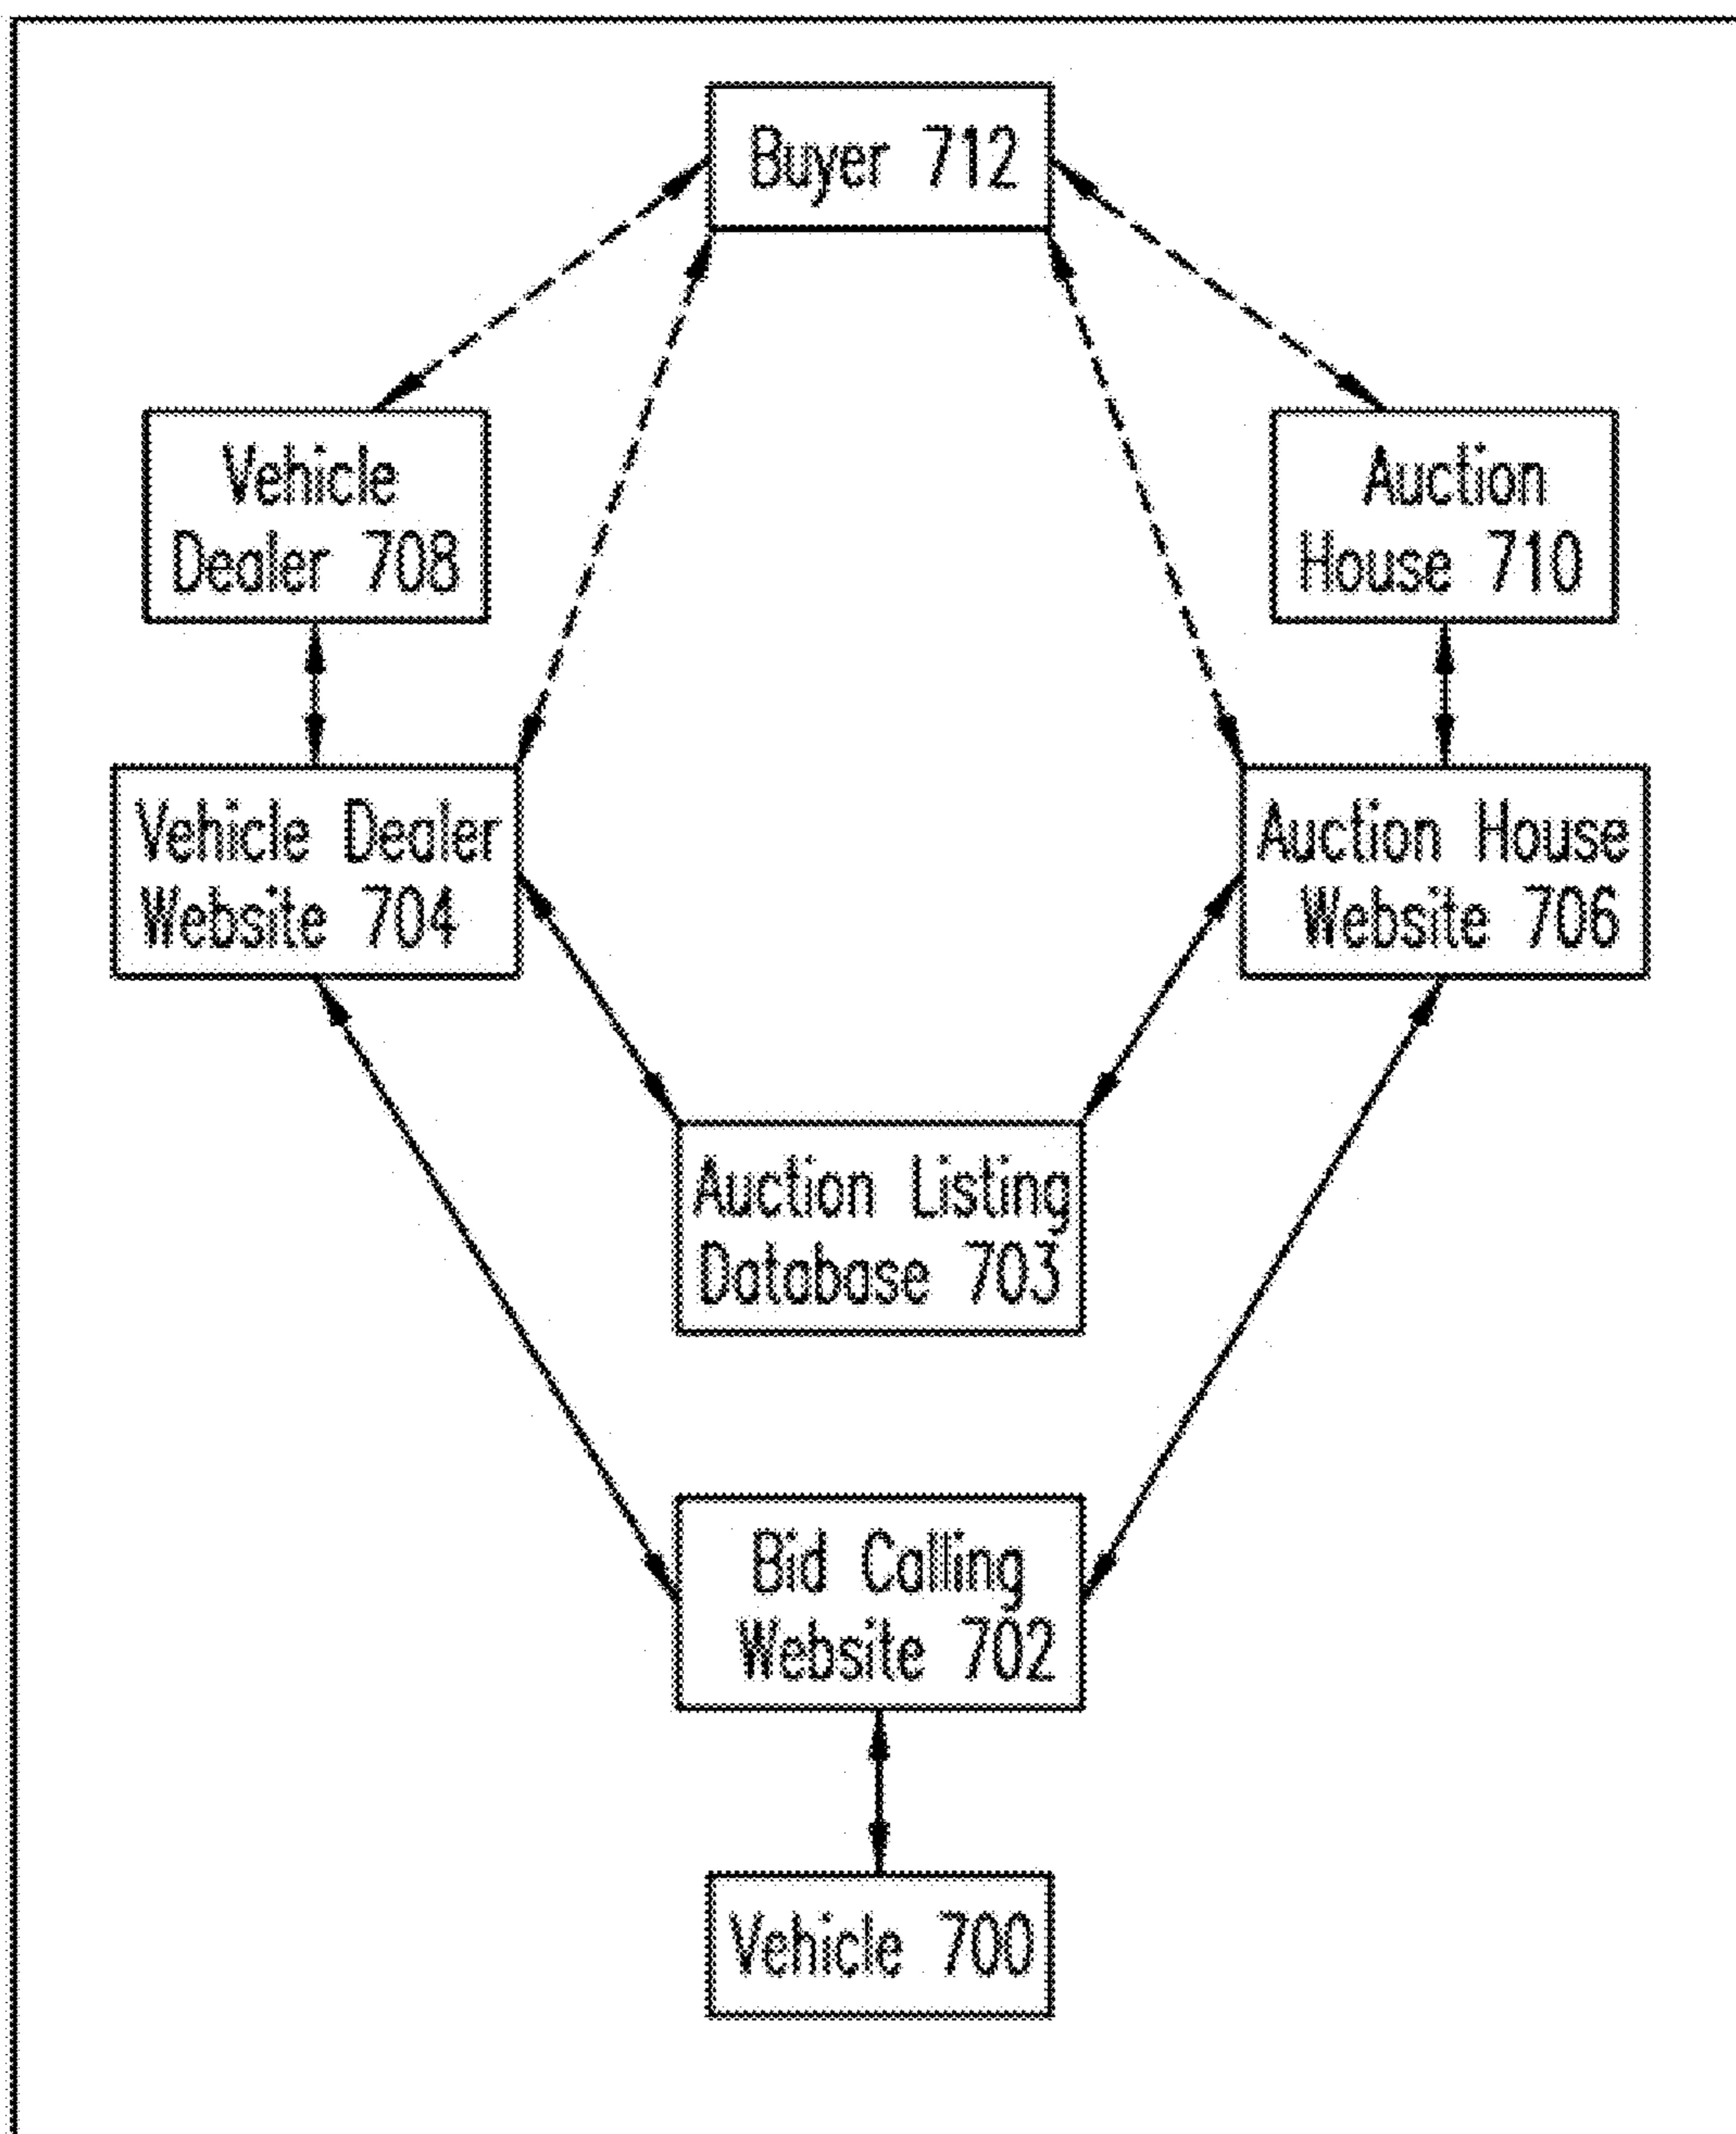 Buyer 712
Vehicle
Dealer 708
Auction
House 710
Vehicle Dealer
Website 704
Auction House
Website 706
Auction Listing
Database 703
Bid Calling
Website 702
Vehicle 700